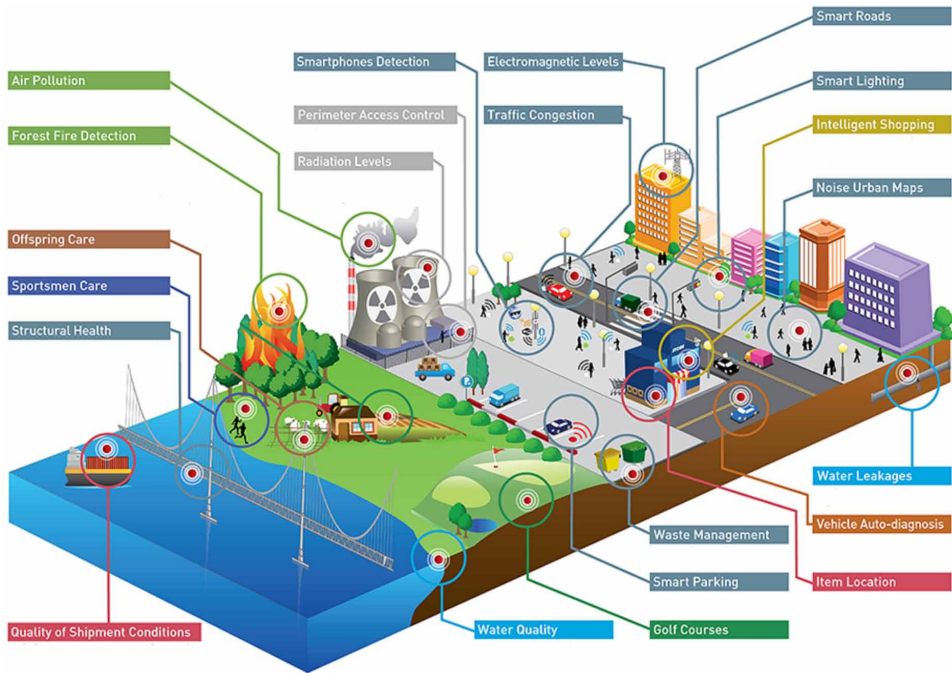 Smart Roads
Smartphones Detection
Electromagnetic Levels
Air Pollution
Smart Lighting
Perimeter Access Control
Traffic Congestion
Intelligent Shopping
Forest Fire Detection
Radiation Levels
Noise Urban Maps
Offspring Care
Sportsmen Care
Structural Health
STORE
P
Water Leakages
Vehicle Auto-diagnosis
Waste Management
Smart Parking
Item Location
Quality of Shipment Conditions
Water Quality
Golf Courses